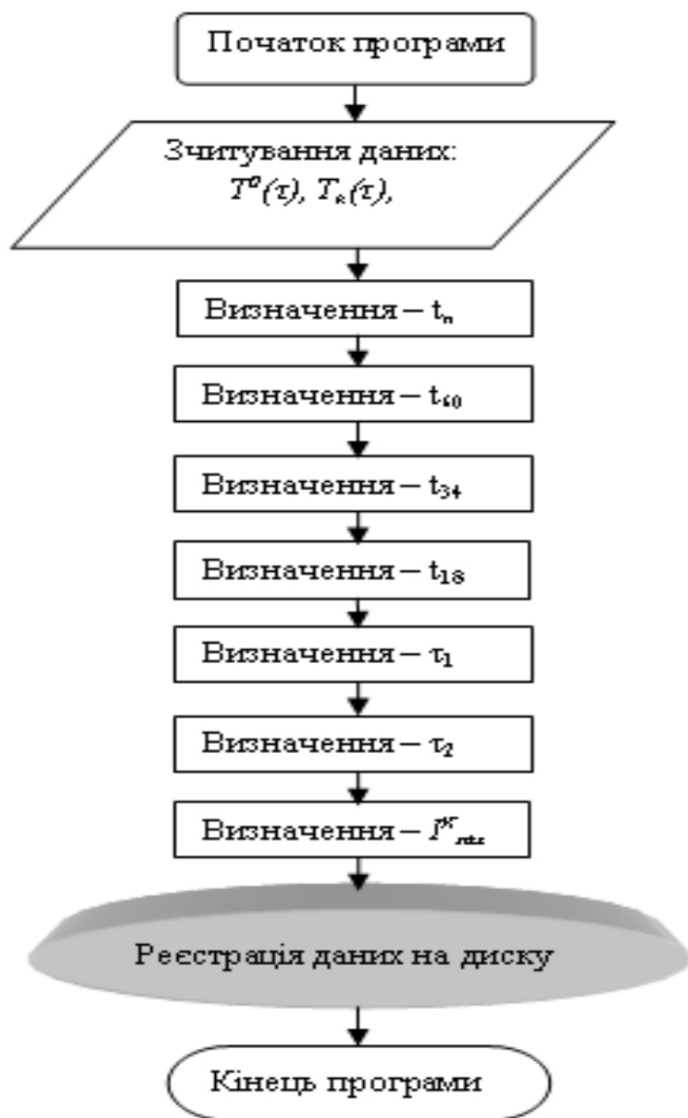 Початок програми
Зчитування даних:
Tº(τ), Tₖ(τ),
Визначення – tₙ
Визначення – t₆₀
Визначення – t₃₄
Визначення – t₁₈
Визначення – τ₁
Визначення – τ₂
Визначення –
Реєстрація даних на диску
Кінець програми